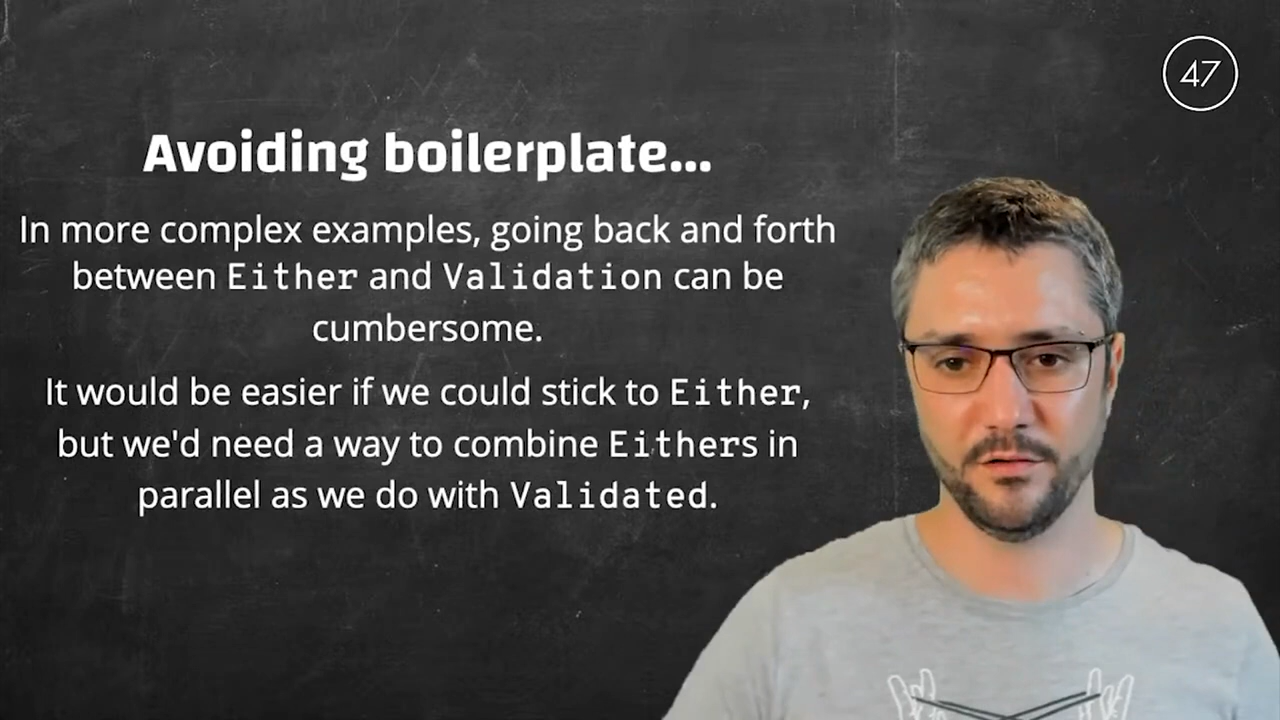 47
Avoiding boilerplate...
In more complex examples, going back and forth
between Either and Validation can be
cumbersome.
It would be easier if we could stick to Either,
but we'd need a way to combine Eithers in
parallel as we do with Validated.